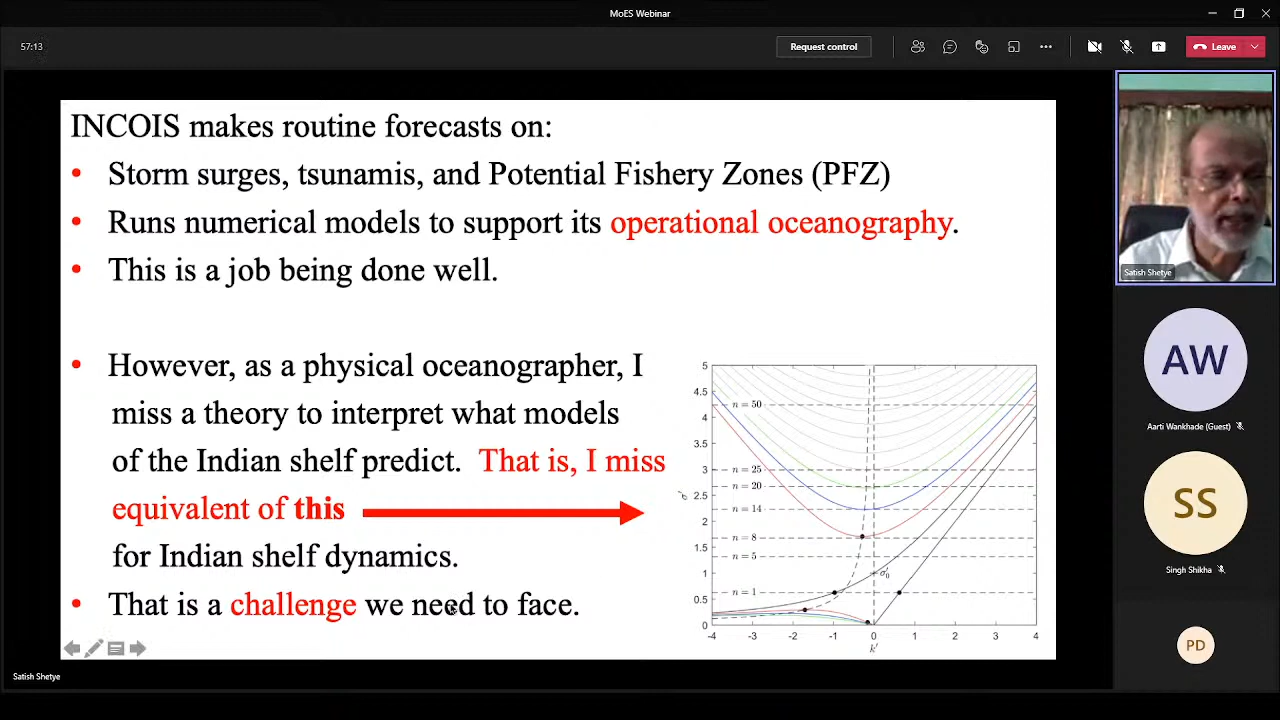 MoES Webinar
57:13
Request control
Leave
INCOIS makes routine forecasts on:
• Storm surges, tsunamis, and Potential Fishery Zones (PFZ)
• Runs numerical models to support its operational oceanography.
• This is a job being done well.
• However, as a physical oceanographer, I
miss a theory to interpret what models
of the Indian shelf predict. That is, I miss
equivalent of this
for Indian shelf dynamics.
• That is a challenge we need to face.
5
4.5
4
3.5
3
2.5
2
1.5
1
0.5
0
σ'
n = 50
n = 25
n = 20
n = 14
n = 8
n = 5
n = 1
σ'₀
-4 -3 -2 -1 0 1 2 3 4
k'
Satish Shetye
Satish Shetye
AW
Aarti Wankhade (Guest)
SS
Singh Shikha
PD